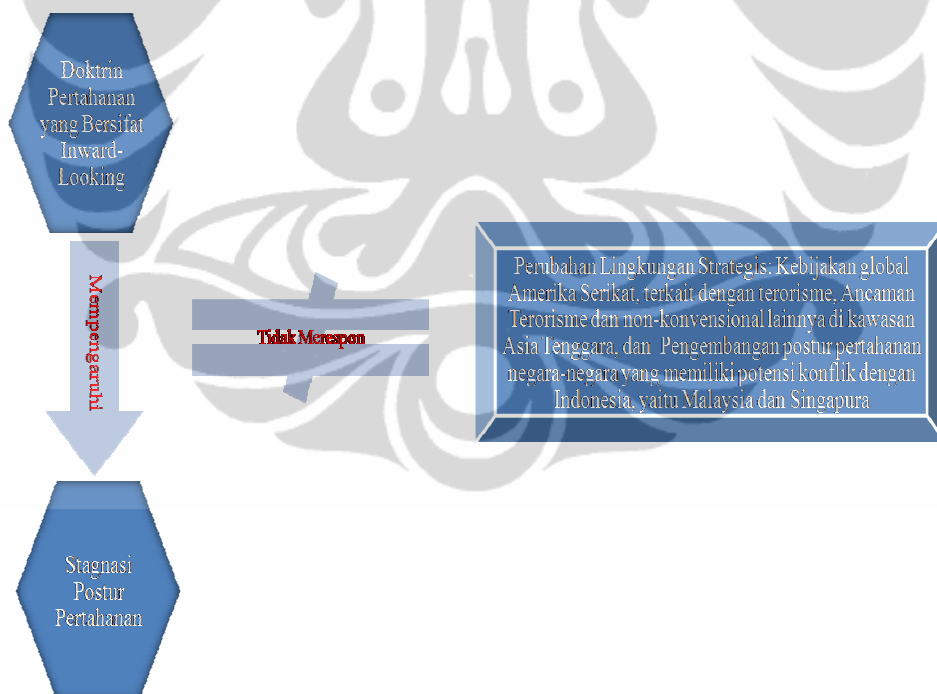 Doktrin
Pertahanan
yang Bersifat
Inward-
Looking
Mempengaruhi
Tidak Merespon
Perubahan Lingkungan Strategis: Kebijakan global
Amerika Serikat, terkait dengan terorisme, Ancaman
Terorisme dan non-konvensional lainnya di kawasan
Asia Tenggara, dan Pengembangan postur pertahanan
negara-negara yang memiliki potensi konflik dengan
Indonesia, yaitu Malaysia dan Singapura
Stagnasi
Postur
Pertahanan